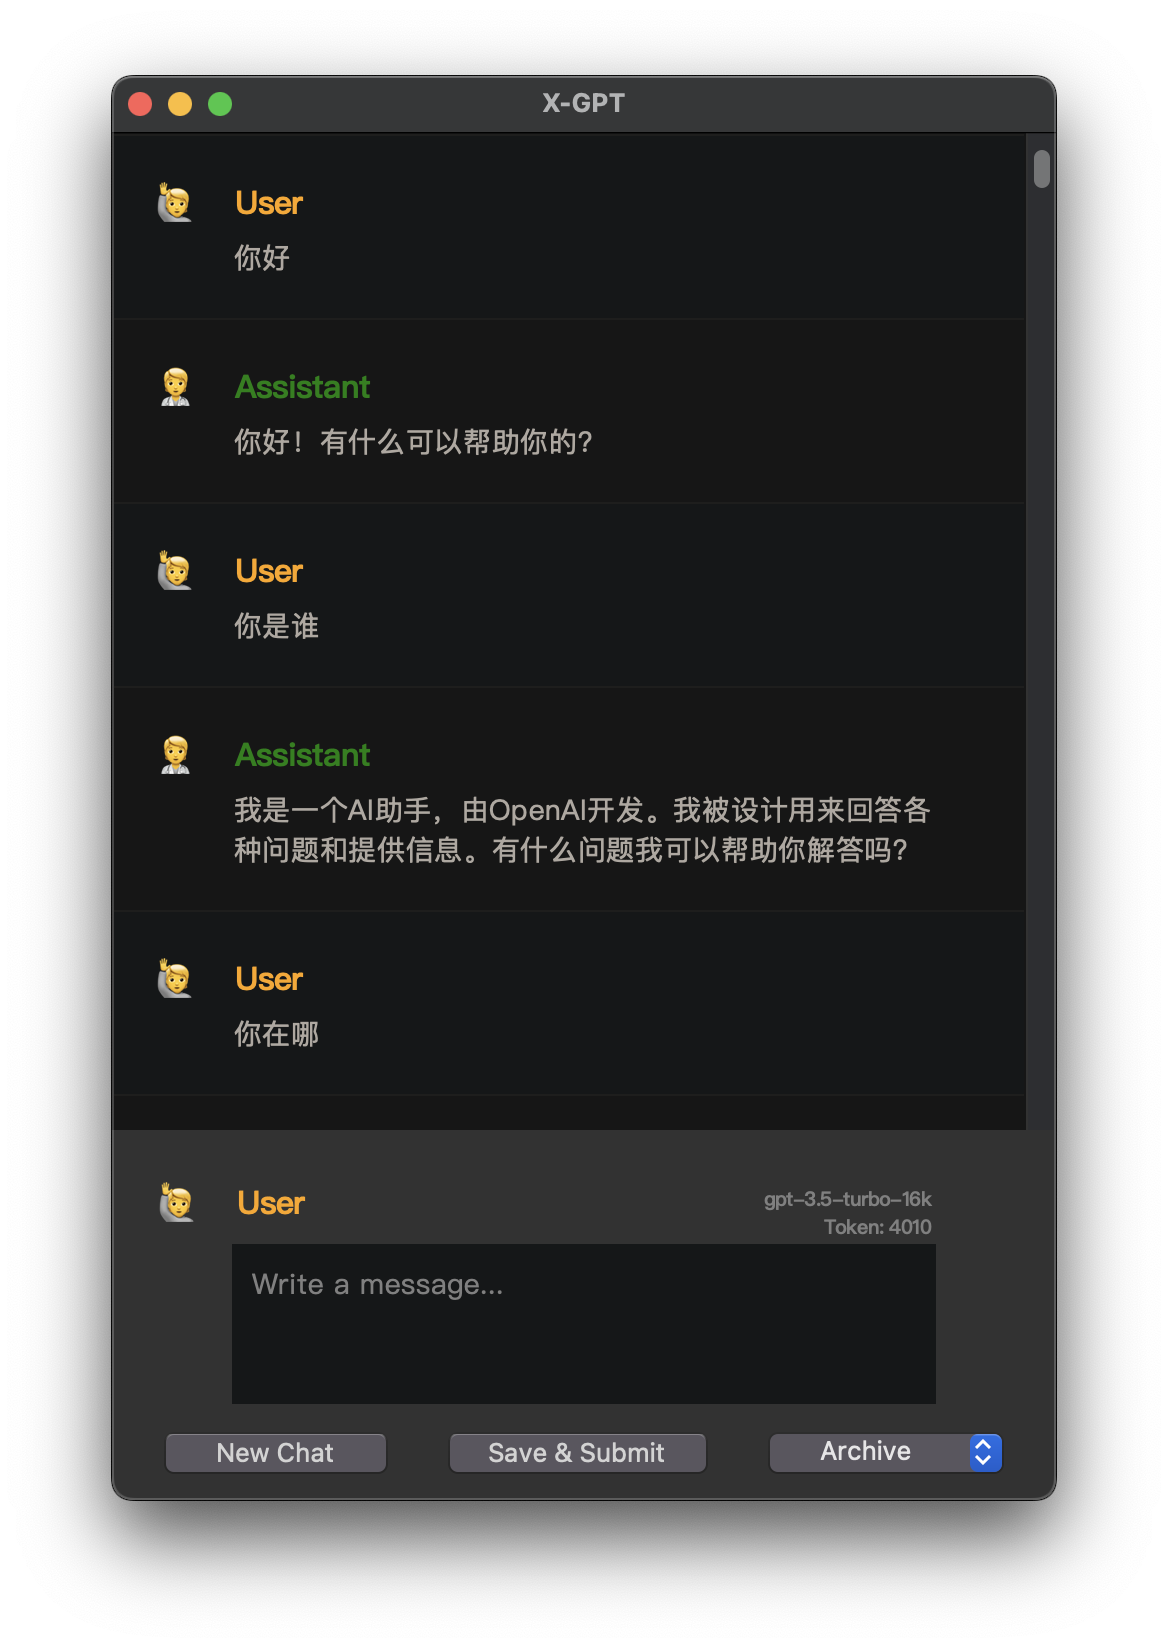 X-GPT
User
你好
Assistant
你好！有什么可以帮助你的?
User
你是谁
Assistant
我是一个AI助手，由OpenAI开发。我被设计用来回答各
种问题和提供信息。有什么问题我可以帮助你解答吗?
User
你在哪
User
gpt-3.5-turbo-16k
Token: 4010
Write a message...
New Chat
Save & Submit
Archive